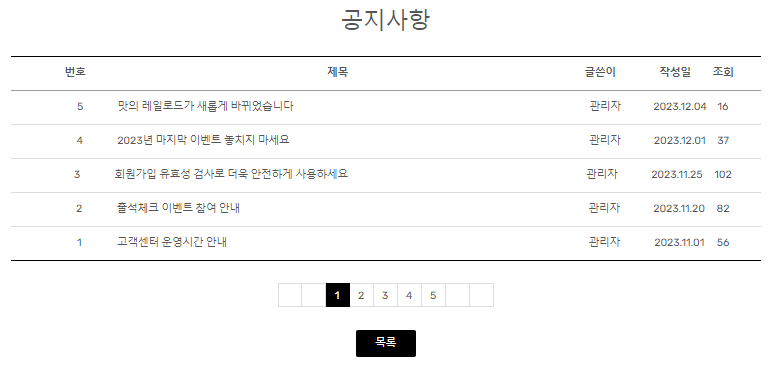 공지사항
번호 제목 글쓴이 작성일 조회
5 맛의 레일로드가 새롭게 바뀌었습니다 관리자 2023.12.04 16
4 2023년 마지막 이벤트 놓치지 마세요 관리자 2023.12.01 37
3 회원가입 유효성 검사로 더욱 안전하게 사용하세요 관리자 2023.11.25 102
2 출석체크 이벤트 참여 안내 관리자 2023.11.20 82
1 고객센터 운영시간 안내 관리자 2023.11.01 56
1 2 3 4 5
목록